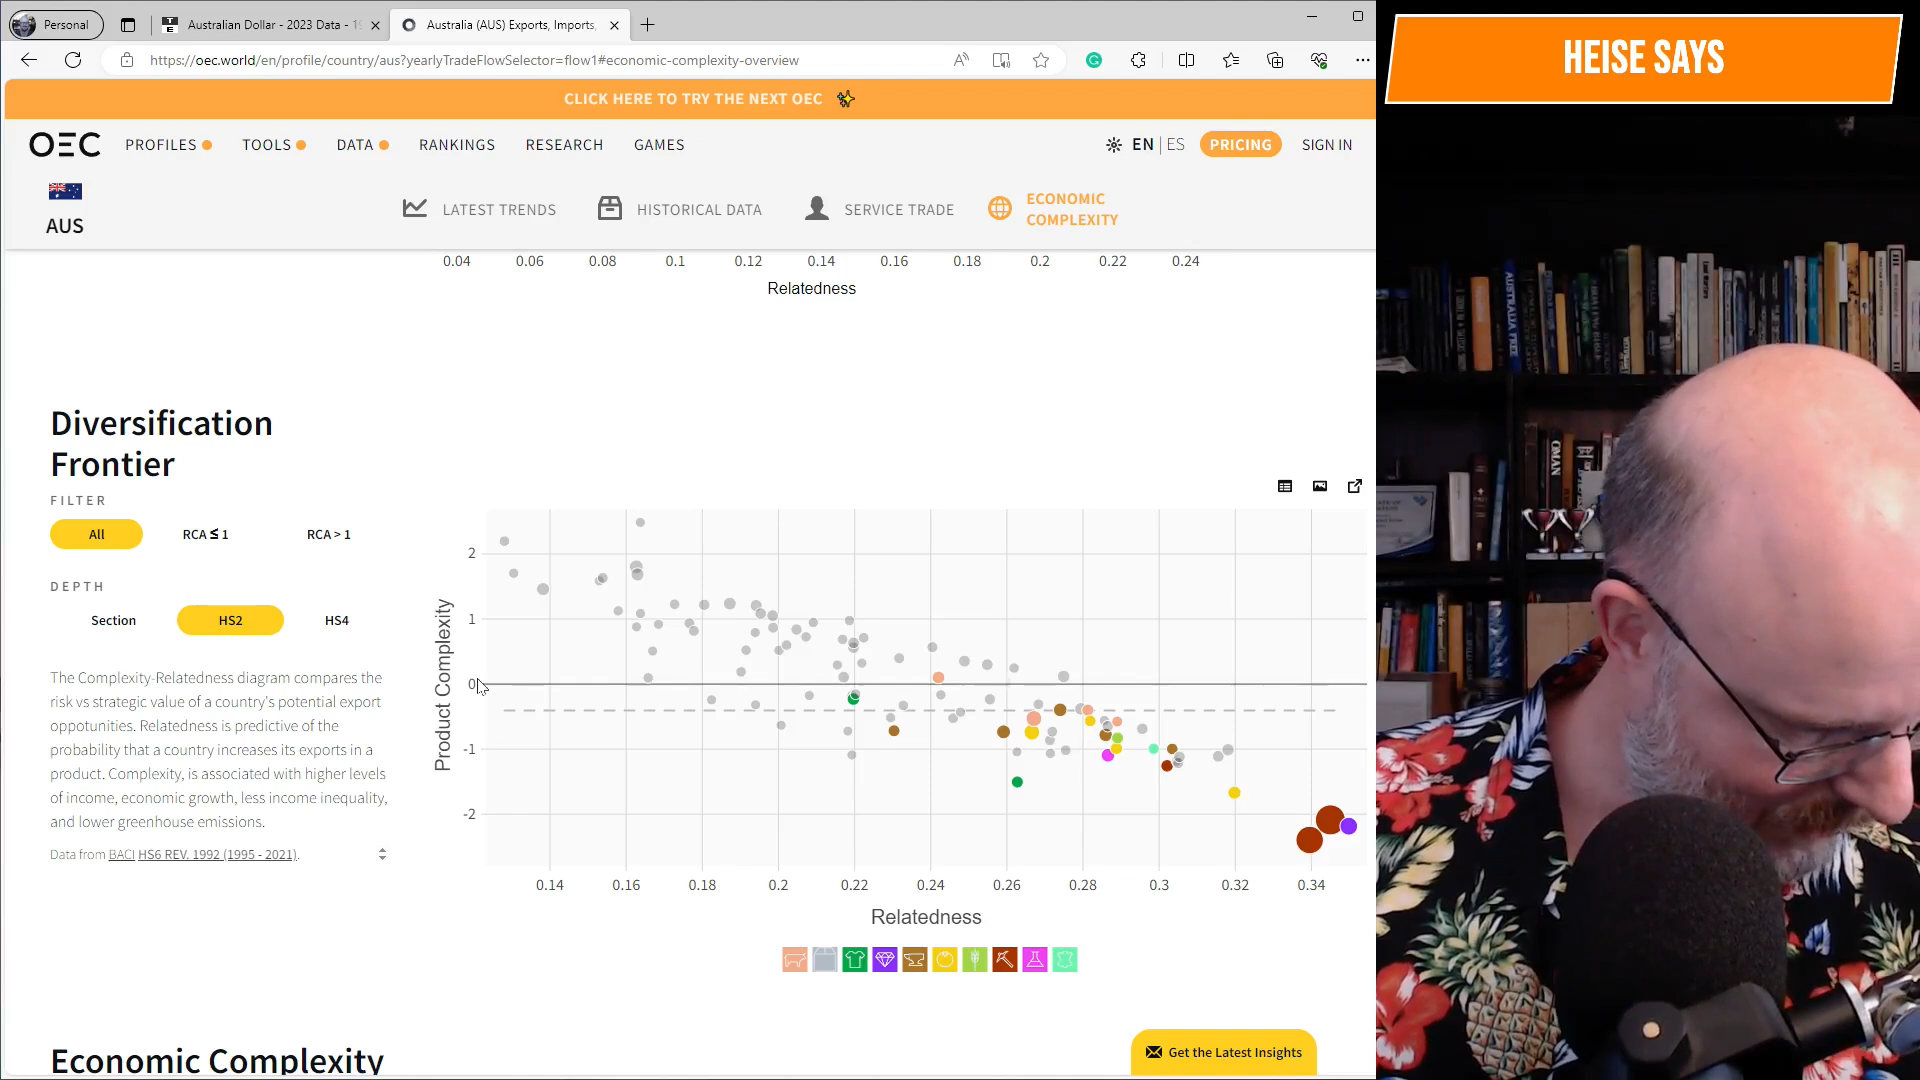 Personal
Australian Dollar - 2023 Data - 19
Australia (AUS) Exports, Imports,
https://oec.world/en/profile/country/aus?yearlyTradeFlowSelector=flow1#economic-complexity-overview
CLICK HERE TO TRY THE NEXT OEC
OEC
PROFILES
TOOLS
DATA
RANKINGS
RESEARCH
GAMES
EN | ES
PRICING
SIGN IN
AUS
LATEST TRENDS
HISTORICAL DATA
SERVICE TRADE
ECONOMIC
COMPLEXITY
0.04 0.06 0.08 0.1 0.12 0.14 0.16 0.18 0.2 0.22 0.24
Relatedness
Diversification
Frontier
FILTER
All
RCA ≤ 1
RCA > 1
DEPTH
Section
HS2
HS4
The Complexity-Relatedness diagram compares the
risk vs strategic value of a country's potential export
oppotunities. Relatedness is predictive of the
probability that a country increases its exports in a
product. Complexity, is associated with higher levels
of income, economic growth, less income inequality,
and lower greenhouse emissions.
Data from BACI HS6 REV. 1992 (1995 - 2021).
Product Complexity
2
1
0
-1
-2
0.14 0.16 0.18 0.2 0.22 0.24 0.26 0.28 0.3 0.32 0.34
Relatedness
Economic Complexity
Get the Latest Insights
HEISE SAYS
OMAN